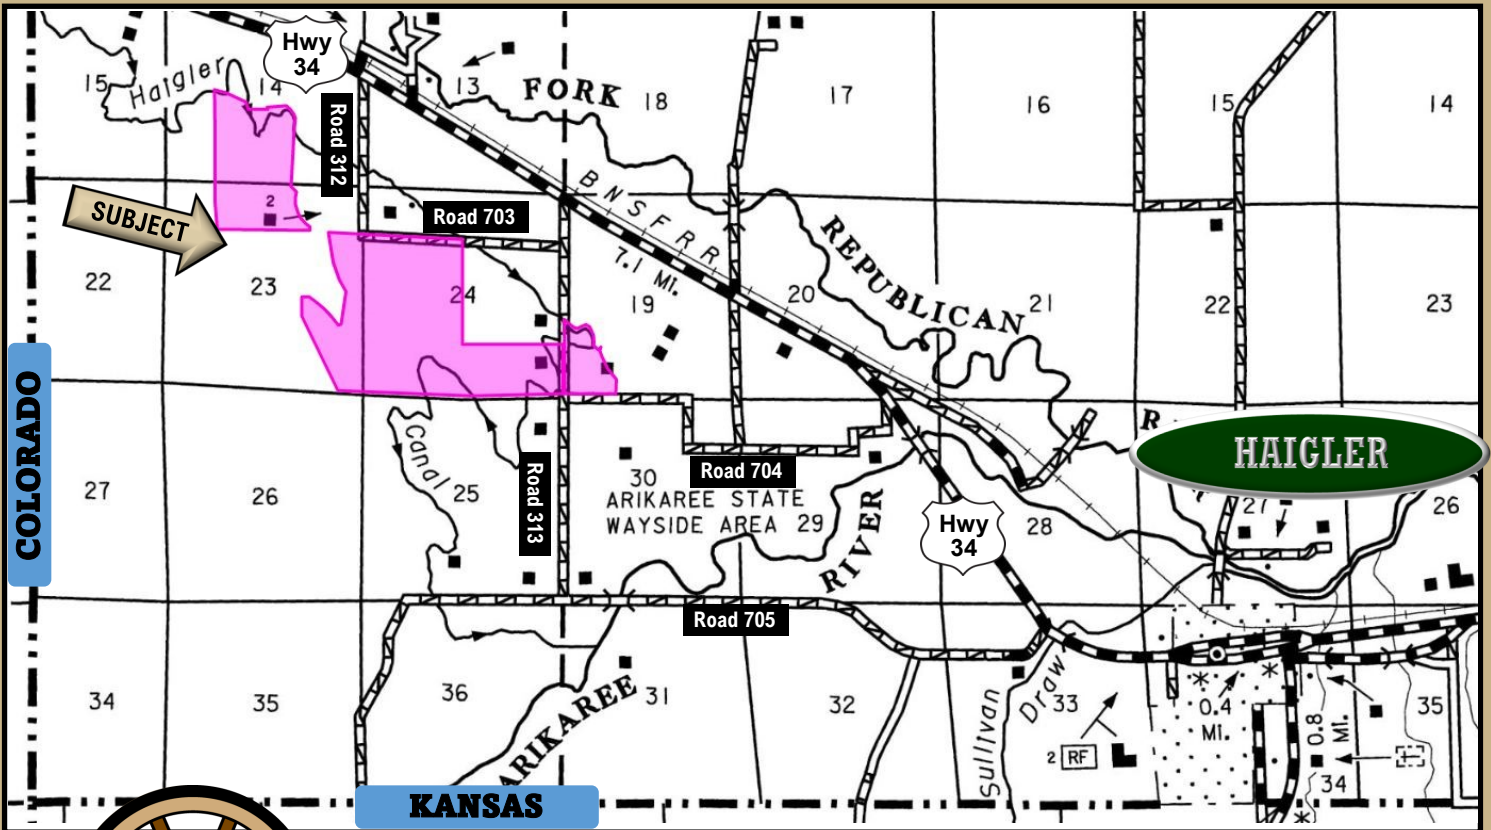 Hwy
34
15
Haigler
14
13
FORK
18
17
16
15
14
Road 312
2
SUBJECT
Road 703
BNSF RR
7.1 MI.
REPUBLICAN
22
23
24
19
20
21
22
23
COLORADO
HAIGLER
R
27
26
Canal
25
Road 313
30
Road 704
ARIKAREE STATE
WAYSIDE AREA
29
RIVER
Hwy
34
28
27
26
Road 705
34
35
36
ARIKAREE
31
32
Sullivan
Draw
33
2
RF
0.4
MI.
0.8
MI.
34
35
KANSAS